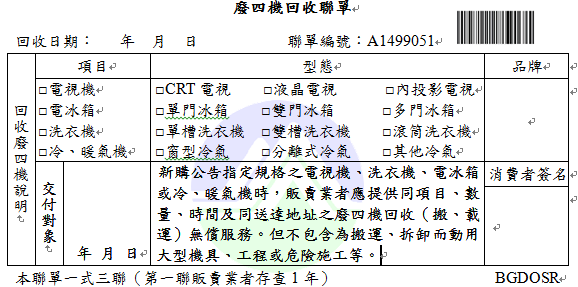 廢四機回收聯單
回收日期： 年 月 日 聯單編號：A1499051
項目 型態 品牌
回收廢四機說明
□電視機 □CRT 電視 □液晶電視 □內投影電視
□電冰箱 □單門冰箱 □雙門冰箱 □多門冰箱
□洗衣機 □單槽洗衣機 □雙槽洗衣機 □滾筒洗衣機
□冷、暖氣機 □窗型冷氣 □分離式冷氣 □其他冷氣
交付對象
年 月 日
新購公告指定規格之電視機、洗衣機、電冰箱
或冷、暖氣機時，販賣業者應提供同項目、數
量、時間及同送達地址之廢四機回收（搬、載
運）無償服務。但不包含為搬運、拆卸而動用
大型機具、工程或危險施工等。
消費者簽名
本聯單一式三聯（第一聯販賣業者存查 1 年） BGDOSR